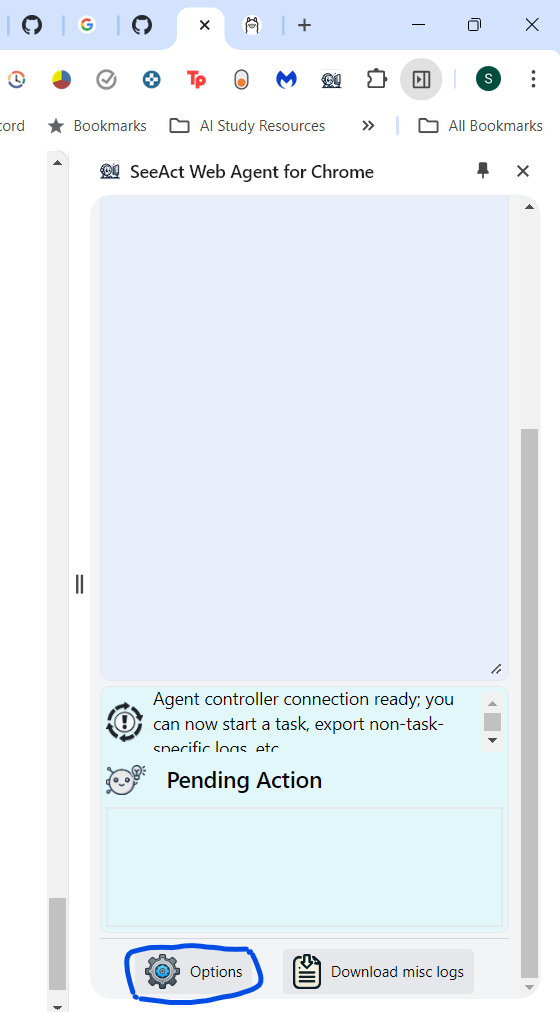 cord
Bookmarks
AI Study Resources
»
All Bookmarks
Tp
S
SeeAct Web Agent for Chrome
Agent controller connection ready; you
can now start a task, export non-task-
specific logs, etc
Pending Action
Options
Download misc logs